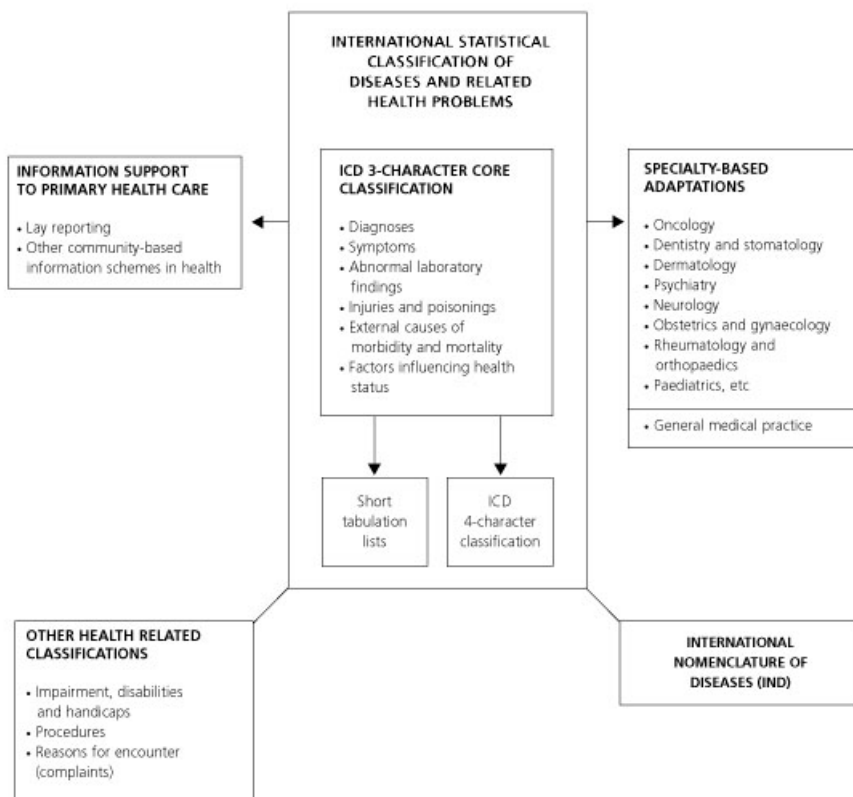 INTERNATIONAL STATISTICAL
CLASSIFICATION OF
DISEASES AND RELATED
HEALTH PROBLEMS
INFORMATION SUPPORT
TO PRIMARY HEALTH CARE
• Lay reporting
• Other community-based
information schemes in health
ICD 3-CHARACTER CORE
CLASSIFICATION
• Diagnoses
• Symptoms
• Abnormal laboratory
findings
• Injuries and poisonings
• External causes of
morbidity and mortality
• Factors influencing health
status
SPECIALTY-BASED
ADAPTATIONS
• Oncology
• Dentistry and stomatology
• Dermatology
• Psychiatry
• Neurology
• Obstetrics and gynaecology
• Rheumatology and
orthopaedics
• Paediatrics, etc
• General medical practice
Short
tabulation
lists
ICD
4-character
classification
OTHER HEALTH RELATED
CLASSIFICATIONS
• Impairment, disabilities
and handicaps
• Procedures
• Reasons for encounter
(complaints)
INTERNATIONAL
NOMENCLATURE OF
DISEASES (IND)